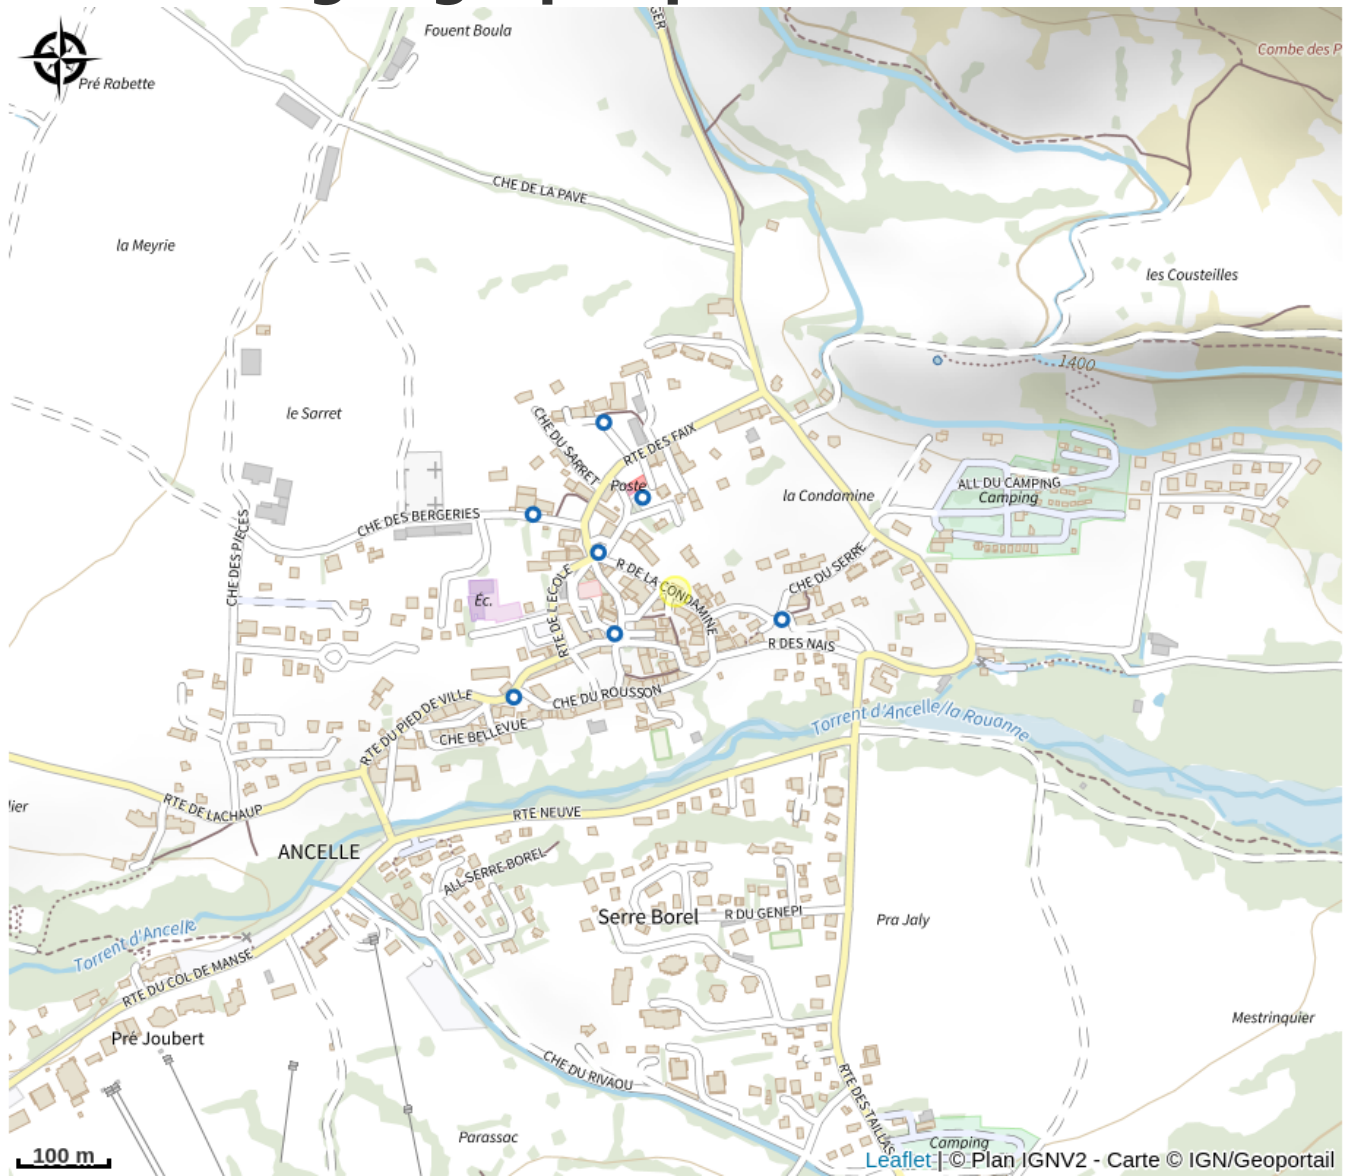 Fouent Boula
Combe des P
Pré Rabette
CHE DE LA PAVE
la Meyrie
les Cousteilles
1400
le Sarret
CHE DU SARRET
RTE DES FAIX
Poste
la Condamine
ALL DU CAMPING
Camping
CHE DES BERGERIES
CHE DES PIECES
R DE LA CONDAMINE
CHE DU SERRE
Éc.
RTE DE L'ECOLE
R DES NAIS
CHE DU ROUSSON
RTE DU PIED DE VILLE
CHE BELLEVUE
Torrent d'Ancelle/la Rouanne
lier
RTE DE LACHAUP
RTE NEUVE
ANCELLE
ALL SERRE-BOREL
Serre Borel
R DU GENEPI
Pra Jaly
Torrent d'Ancelle
RTE DU COL DE MANSE
Mestrinquier
Pré Joubert
CHE DU RIVAOU
RTE DES TAILLAS
Parassac
Camping
100 m
Leaflet | © Plan IGNV2 - Carte © IGN/Geoportail